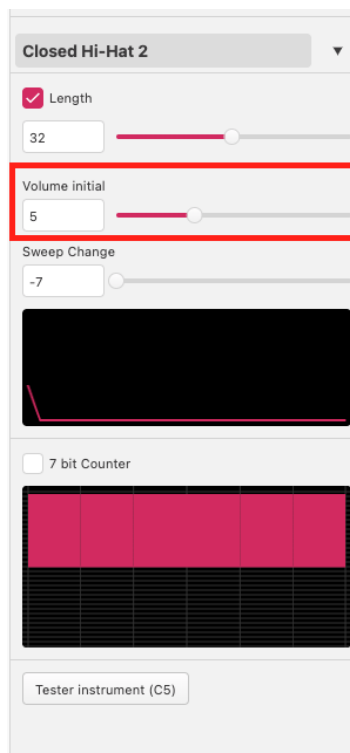 Closed Hi-Hat 2
Length
32
Volume initial
5
Sweep Change
-7
7 bit Counter
Tester instrument (C5)